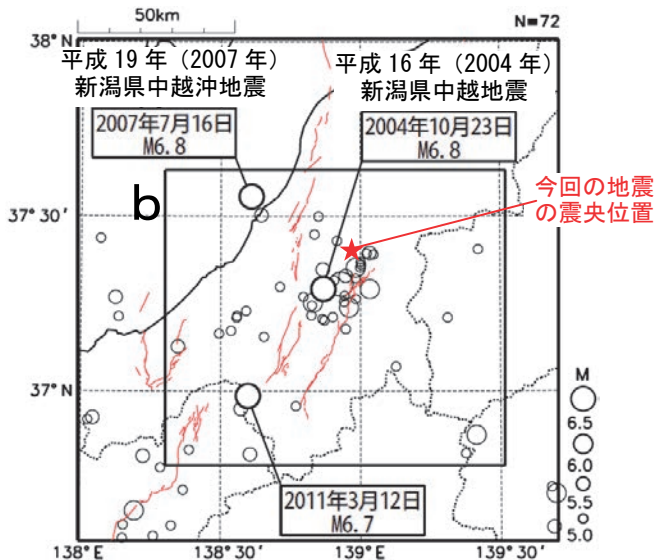 50km
N=72
38°N
平成 19 年（2007 年）
新潟県中越沖地震
平成 16 年（2004 年）
新潟県中越地震
2007年7月16日
M6.8
2004年10月23日
M6.8
b
今回の地震
の震央位置
37°30′
37°N
M
6.5
6.0
5.5
5.0
2011年3月12日
M6.7
138°E
138°30′
139°N
139°30′